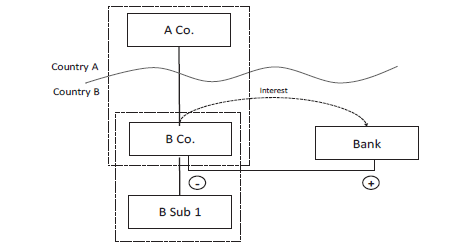 A Co.
Country A
Country B
Interest
B Co.
Bank
-
+
B Sub 1